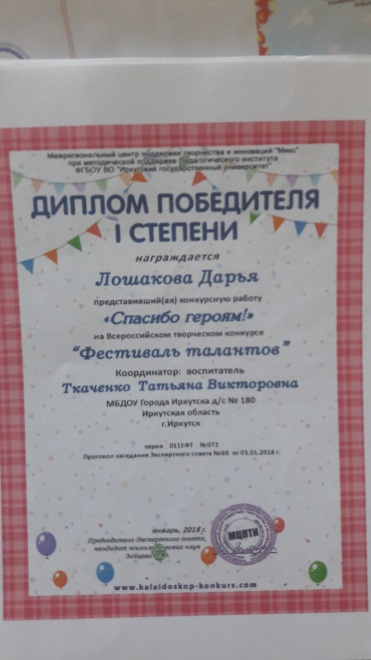 Межрегиональный центр поддержки творчества и инноваций "Микс"
при методической поддержке Педагогического института
ФГБОУ ВО "Иркутский государственный университет"
ДИПЛОМ ПОБЕДИТЕЛЯ
I СТЕПЕНИ
награждается
Лошакова Дарья
представивший(ая) конкурсную работу
«Спасибо героям!»
на Всероссийском творческом конкурсе
"Фестиваль талантов"
Координатор: воспитатель
Ткаченко Татьяна Викторовна
МБДОУ Города Иркутска д/с № 180
Иркутская область
г.Иркутск
серия 0110ФТ №072
Протокол заседания Экспертного совета №60 от 03.01.2018 г.
январь, 2018 г.
Председатель Экспертного совета,
кандидат психологических наук
Зайцева
www.kaleidoskop-konkurs.com